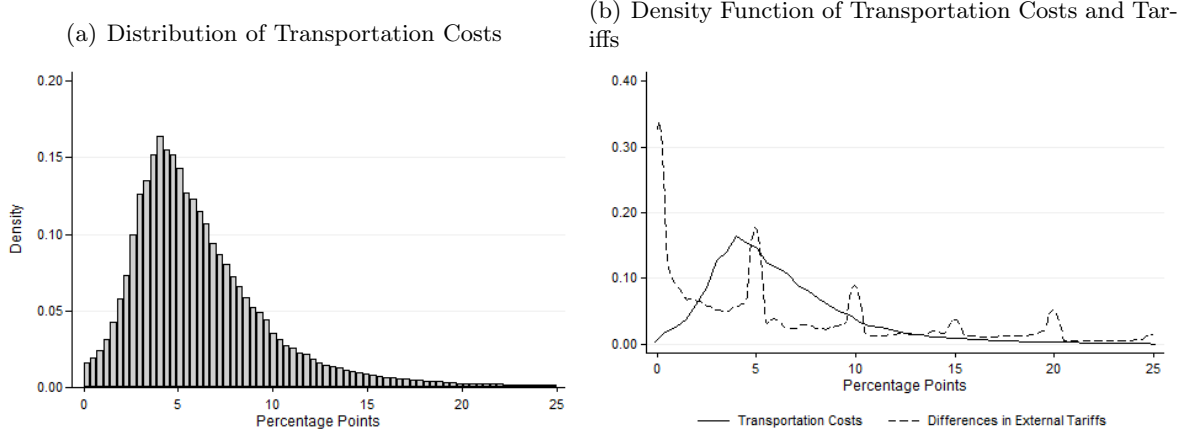 (a) Distribution of Transportation Costs
0.20
0.15
0.10
0.05
0.00
Density
0 5 10 15 20 25
Percentage Points
(b) Density Function of Transportation Costs and Tar-
iffs
0.40
0.30
0.20
0.10
0.00
0 5 10 15 20 25
Percentage Points
Transportation Costs Differences in External Tariffs